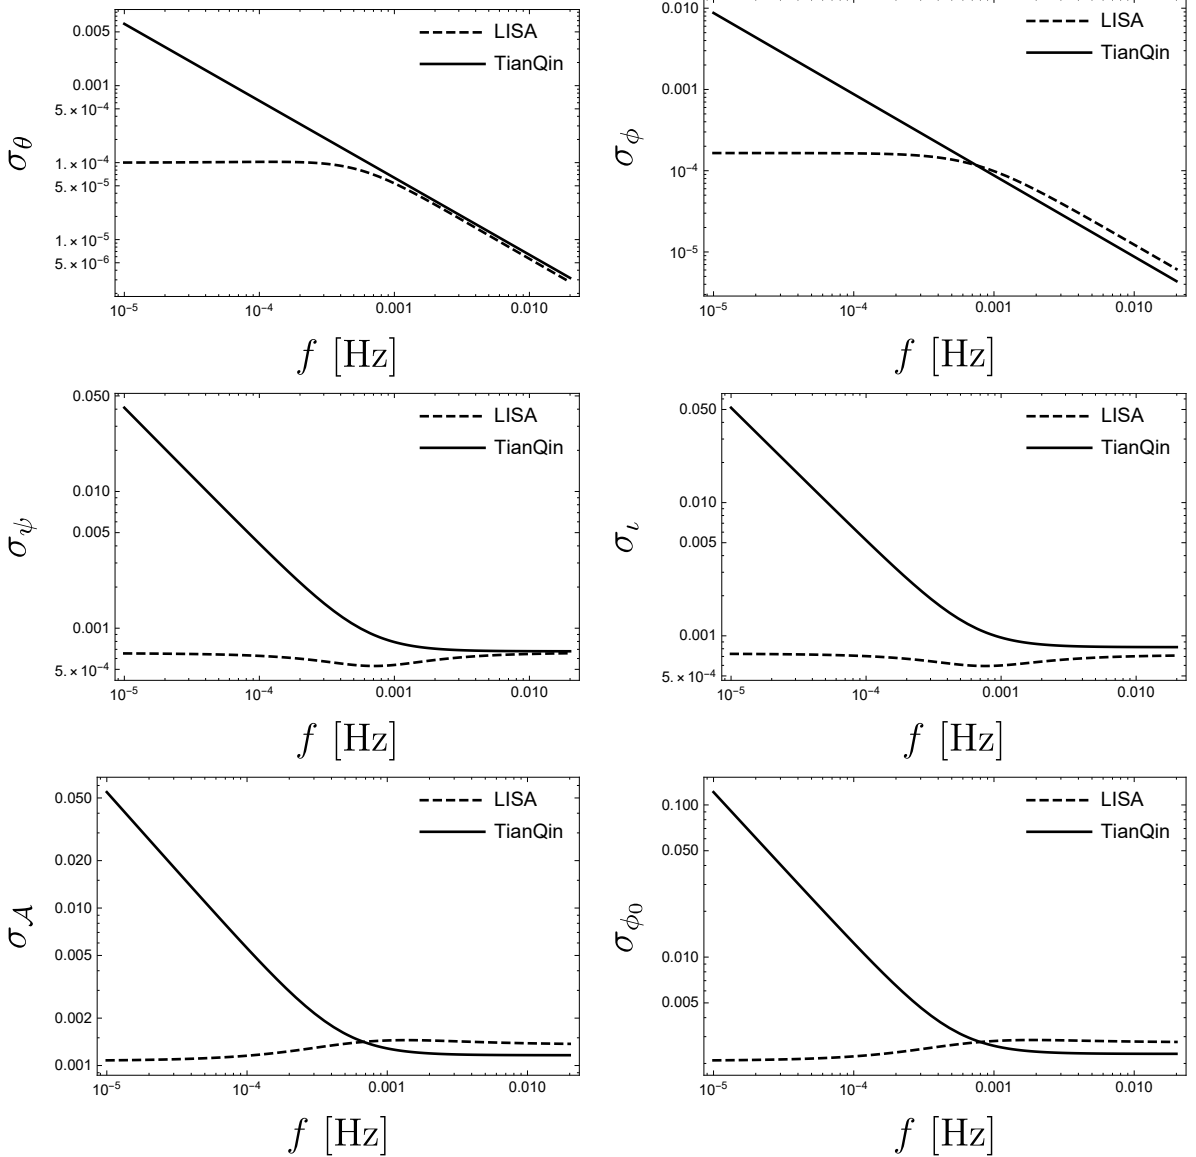 LISA
TianQin
0.005
0.001
5.×10⁻⁴
1.×10⁻⁴
5.×10⁻⁵
1.×10⁻⁵
5.×10⁻⁶
σ_θ
10⁻⁵ 10⁻⁴ 0.001 0.010
f [Hz]
LISA
TianQin
0.010
0.001
10⁻⁴
10⁻⁵
σ_ϕ
10⁻⁵ 10⁻⁴ 0.001 0.010
f [Hz]
LISA
TianQin
0.050
0.010
0.005
0.001
5.×10⁻⁴
σ_ψ
10⁻⁵ 10⁻⁴ 0.001 0.010
f [Hz]
LISA
TianQin
0.050
0.010
0.005
0.001
5.×10⁻⁴
σ_ι
10⁻⁵ 10⁻⁴ 0.001 0.010
f [Hz]
LISA
TianQin
0.050
0.020
0.010
0.005
0.002
0.001
σ_𝒜
10⁻⁵ 10⁻⁴ 0.001 0.010
f [Hz]
LISA
TianQin
0.100
0.050
0.010
0.005
σ_ϕ₀
10⁻⁵ 10⁻⁴ 0.001 0.010
f [Hz]